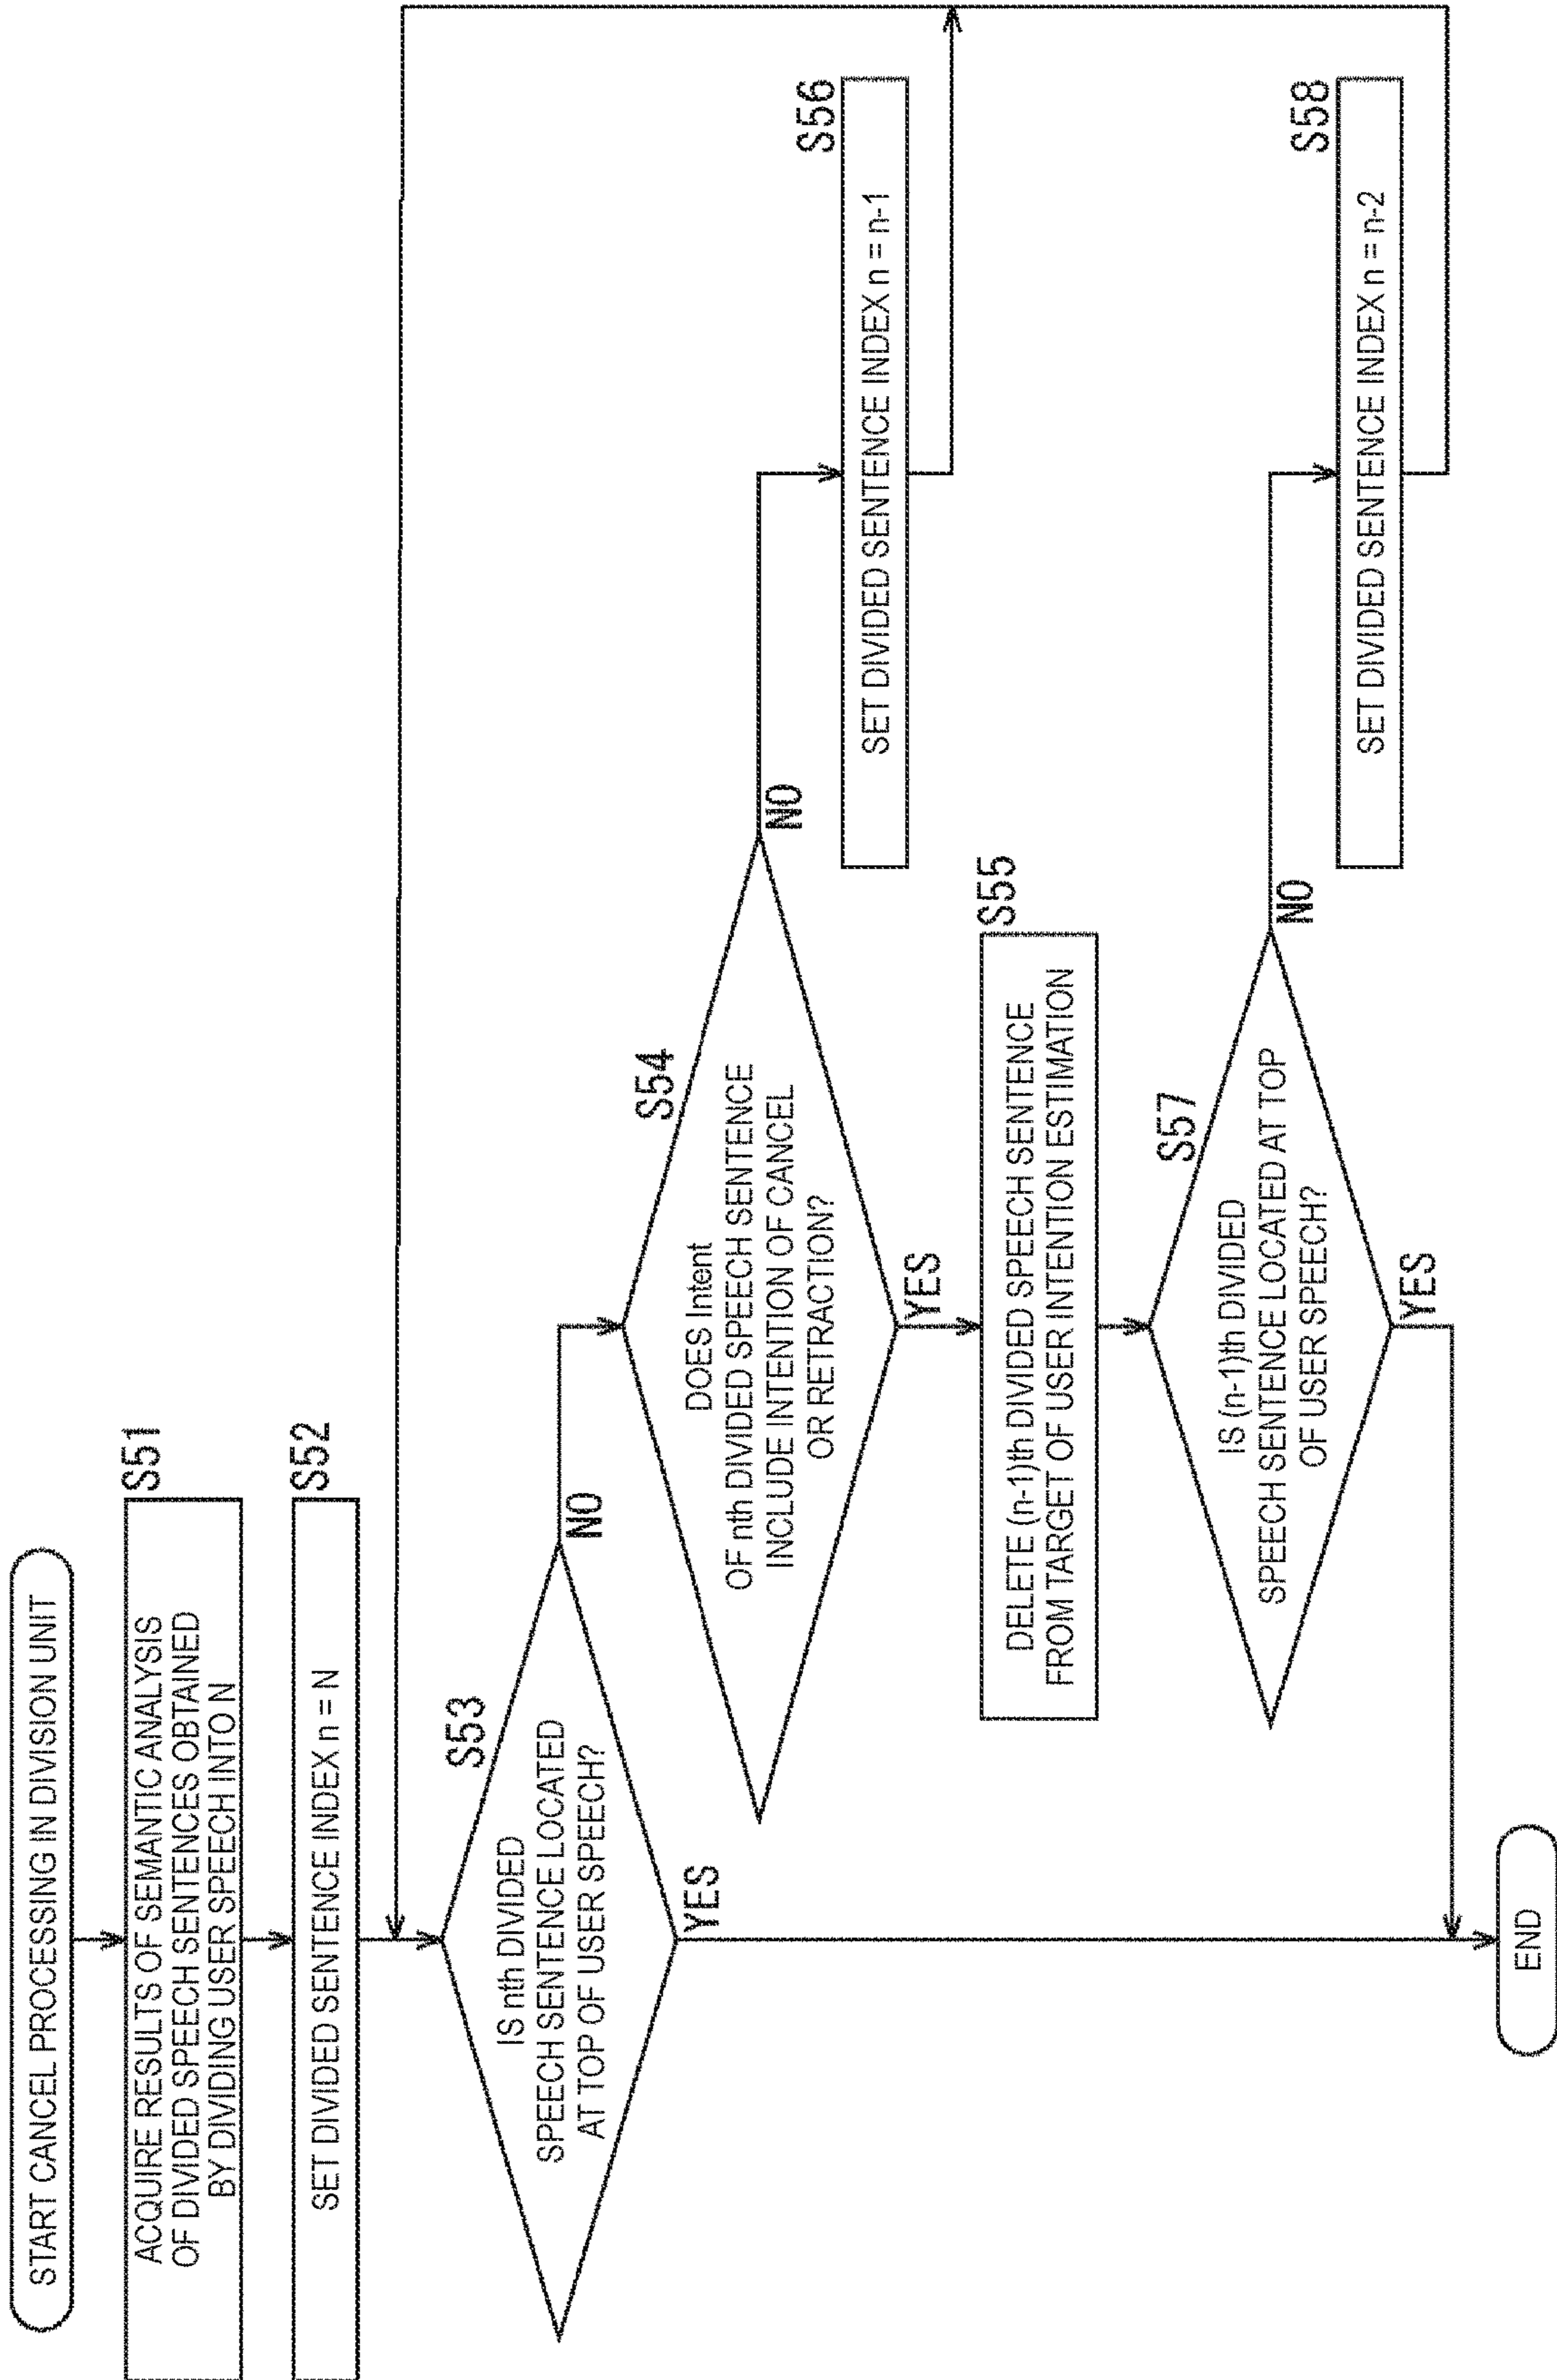 START CANCEL PROCESSING IN DIVISION UNIT
S51
ACQUIRE RESULTS OF SEMANTIC ANALYSIS
OF DIVIDED SPEECH SENTENCES OBTAINED
BY DIVIDING USER SPEECH INTO N
S52
SET DIVIDED SENTENCE INDEX n = N
S53
IS nth DIVIDED
SPEECH SENTENCE LOCATED
AT TOP OF USER SPEECH?
NO
YES
S54
DOES Intent
OF nth DIVIDED SPEECH SENTENCE
INCLUDE INTENTION OF CANCEL
OR RETRACTION?
NO
YES
S56
SET DIVIDED SENTENCE INDEX n = n-1
S55
DELETE (n-1)th DIVIDED SPEECH SENTENCE
FROM TARGET OF USER INTENTION ESTIMATION
S57
IS (n-1)th DIVIDED
SPEECH SENTENCE LOCATED AT TOP
OF USER SPEECH?
NO
YES
S58
SET DIVIDED SENTENCE INDEX n = n-2
END